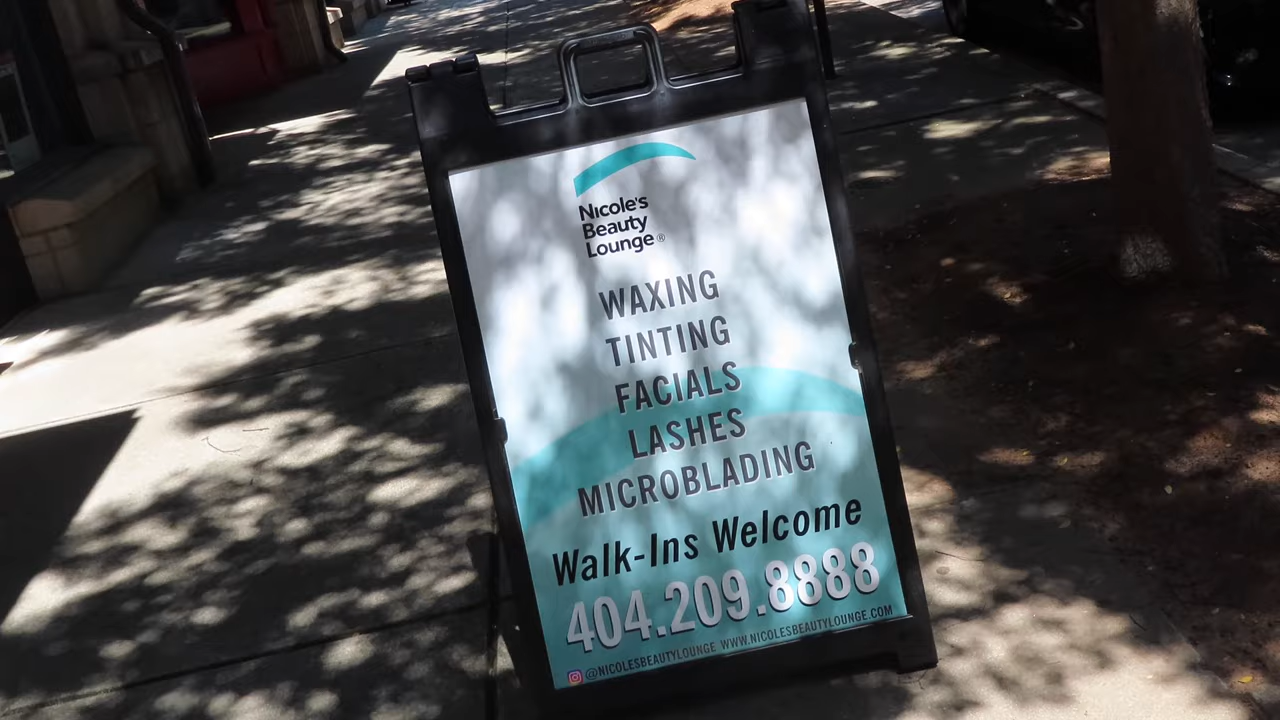 Nicole's
Beauty
Lounge®
WAXING
TINTING
FACIALS
LASHES
MICROBLADING
Walk-Ins Welcome
404.209.8888
@NICOLESBEAUTYLOUNGE WWW.NICOLESBEAUTYLOUNGE.COM